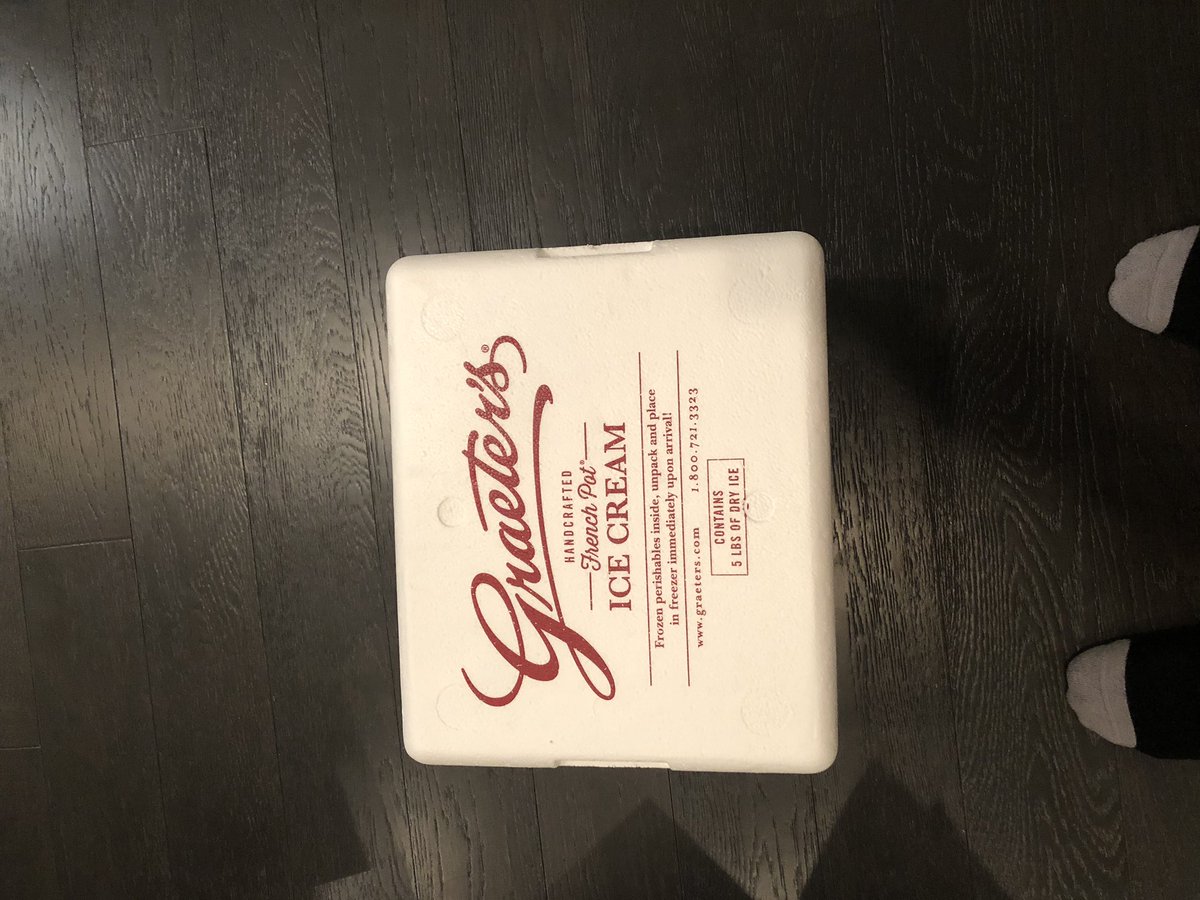 Graeter's®
HANDCRAFTED
French Pot®
ICE CREAM
Frozen perishables inside, unpack and place
in freezer immediately upon arrival!
www.graeters.com 1.800.721.3323
CONTAINS
5 LBS OF DRY ICE